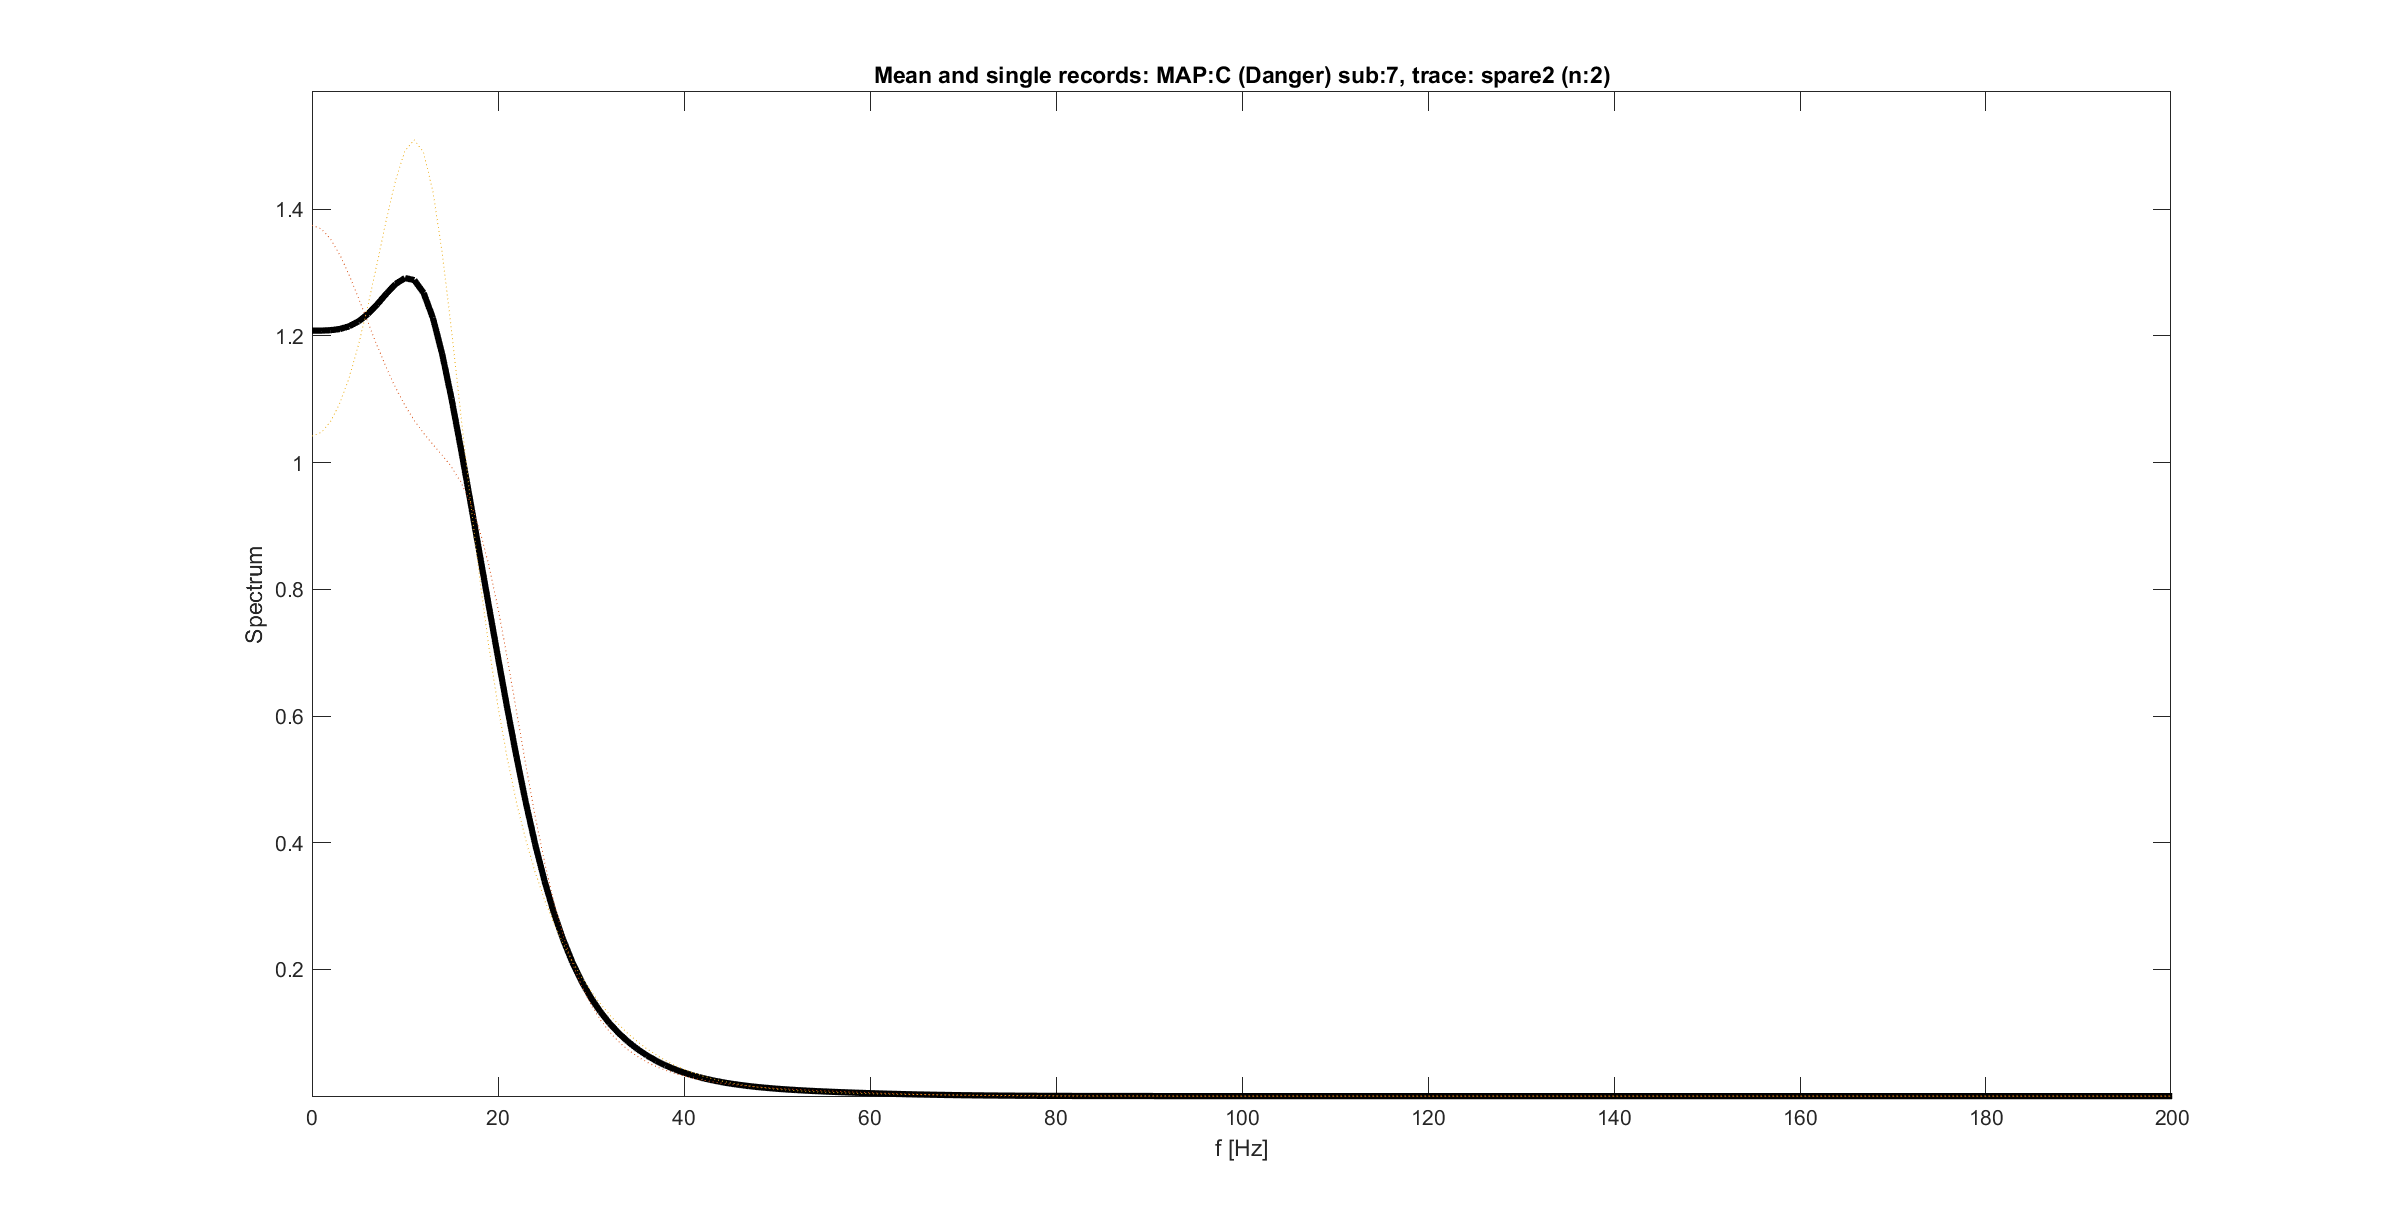 Mean and single records: MAP:C (Danger) sub:7, trace: spare2 (n:2)
1.4
1.2
1
0.8
0.6
0.4
0.2
Spectrum
0 20 40 60 80 100 120 140 160 180 200
f [Hz]